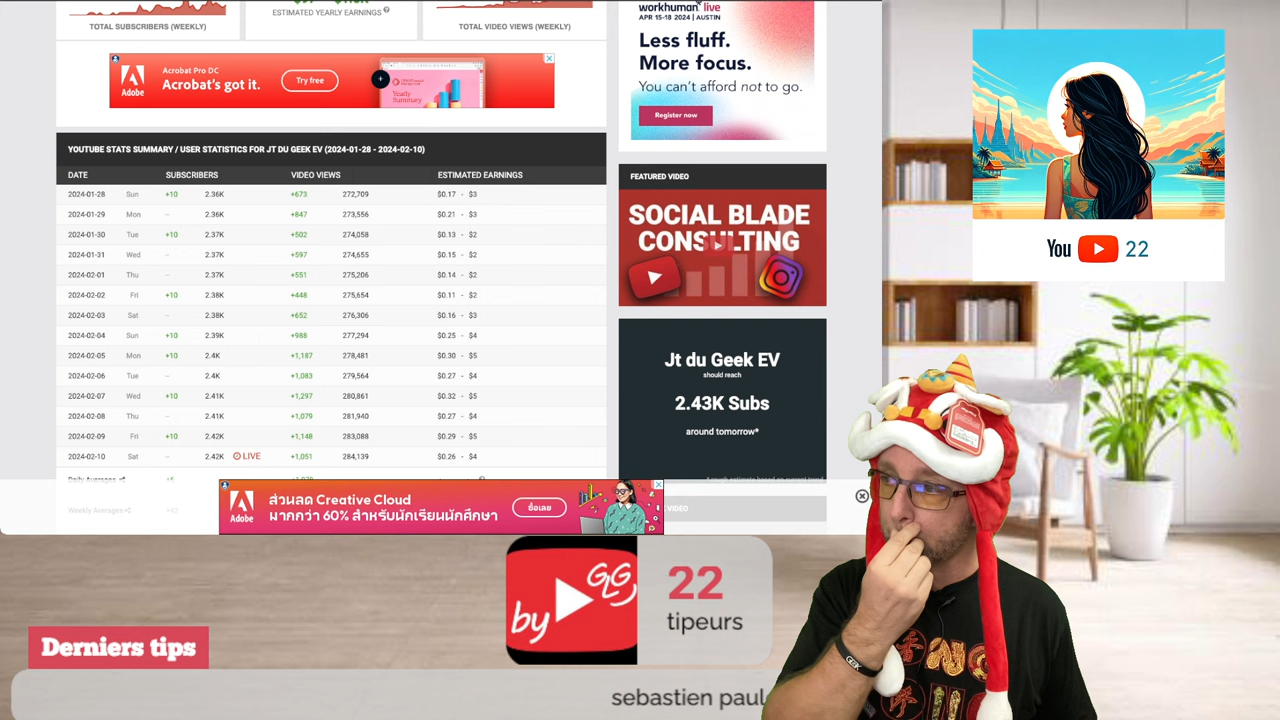 TOTAL SUBSCRIBERS (WEEKLY)
ESTIMATED YEARLY EARNINGS
TOTAL VIDEO VIEWS (WEEKLY)
workhuman live
APR 15-18 2024 | AUSTIN
Less fluff.
More focus.
You can't afford not to go.
Register now
Adobe
Acrobat Pro DC
Acrobat's got it.
Try free
Yearly
Summary
YOUTUBE STATS SUMMARY / USER STATISTICS FOR JT DU GEEK EV (2024-01-28 - 2024-02-10)
DATE SUBSCRIBERS VIDEO VIEWS ESTIMATED EARNINGS
2024-01-28 Sun +10 2.36K +673 272,709 $0.17 - $3
2024-01-29 Mon -- 2.36K +847 273,556 $0.21 - $3
2024-01-30 Tue +10 2.37K +502 274,058 $0.13 - $2
2024-01-31 Wed -- 2.37K +597 274,655 $0.15 - $2
2024-02-01 Thu -- 2.37K +551 275,206 $0.14 - $2
2024-02-02 Fri +10 2.38K +448 275,654 $0.11 - $2
2024-02-03 Sat -- 2.38K +652 276,306 $0.16 - $3
2024-02-04 Sun +10 2.39K +988 277,294 $0.25 - $4
2024-02-05 Mon +10 2.4K +1,187 278,481 $0.30 - $5
2024-02-06 Tue -- 2.4K +1,083 279,564 $0.27 - $4
2024-02-07 Wed +10 2.41K +1,297 280,861 $0.32 - $5
2024-02-08 Thu -- 2.41K +1,079 281,940 $0.27 - $4
2024-02-09 Fri +10 2.42K +1,148 283,088 $0.29 - $5
2024-02-10 Sat -- 2.42K LIVE +1,051 284,139 $0.26 - $4
Daily Averages
Weekly Averages +42
FEATURED VIDEO
SOCIAL BLADE
CONSULTING
Jt du Geek EV
should reach
2.43K Subs
around tomorrow*
VIDEO
Adobe
ส่วนลด Creative Cloud
มากกว่า 60% สำหรับนักเรียนนักศึกษา
ซื้อเลย
You 22
by GLG
22
tipeurs
Derniers tips
sebastien paul
GEEK